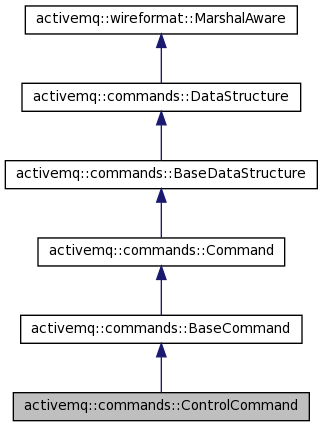 activemq::wireformat::MarshalAware
activemq::commands::DataStructure
activemq::commands::BaseDataStructure
activemq::commands::Command
activemq::commands::BaseCommand
activemq::commands::ControlCommand